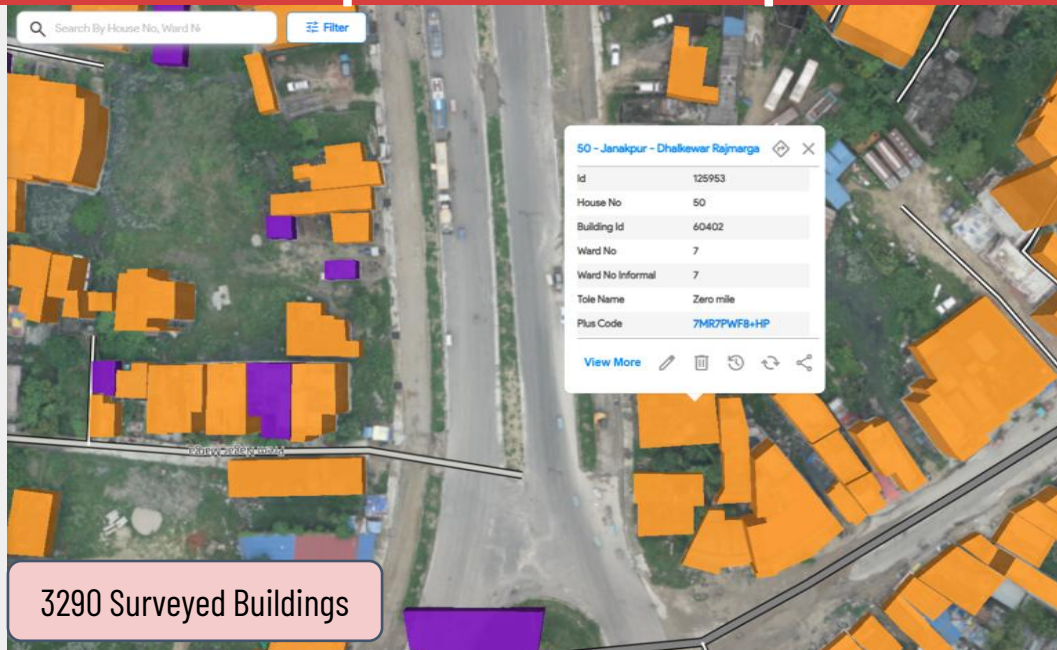 Search By House No, Ward N
Filter
50 - Janakpur - Dhalkewar Rajmarga
Id 125953
House No 50
Building Id 60402
Ward No 7
Ward No Informal 7
Tole Name Zero mile
Plus Code 7MR7PWF8+HP
View More
3290 Surveyed Buildings